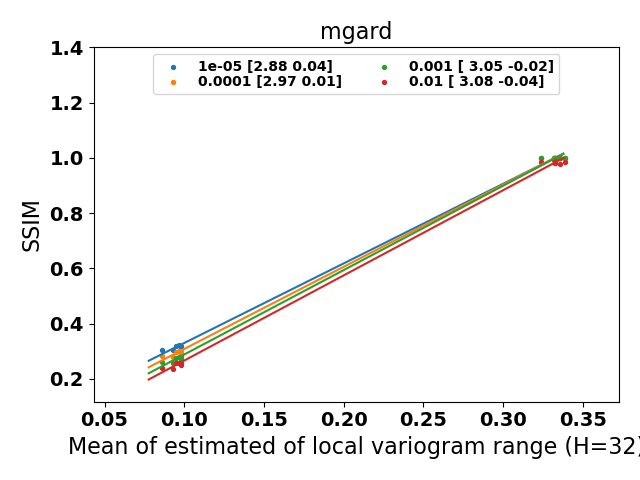 mgard
1.4
1e-05 [2.88 0.04]
0.001 [ 3.05 -0.02]
0.0001 [2.97 0.01]
0.01 [ 3.08 -0.04]
1.2
1.0
0.8
SSIM
0.6
0.4
0.2
0.05 0.10 0.15 0.20 0.25 0.30 0.35
Mean of estimated of local variogram range (H=32)